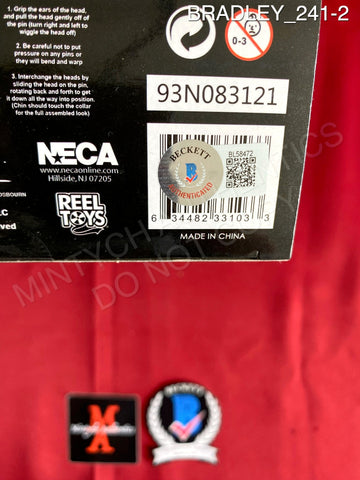 BRADLEY_241-2
1. Grip the ears of the head,
and pull the head gently off of
the pin (turn right and left to
wiggle the head off)
2. Be careful not to put
pressure on any pins or
they will bend and warp
3. Interchange the heads by
sliding the head on the pin,
rotating back and forth to get
it down all the way into position)
(Chin should touch the collar
for the full assembled look)
0-3
93N083121
NECA
www.necaonline.com
Hillside, NJ 07205
REEL
TOYS
OSBOURN
LC
ved
BECKETT
B
AUTHENTICATED
BL58472
6 34482 33103 3
MADE IN CHINA